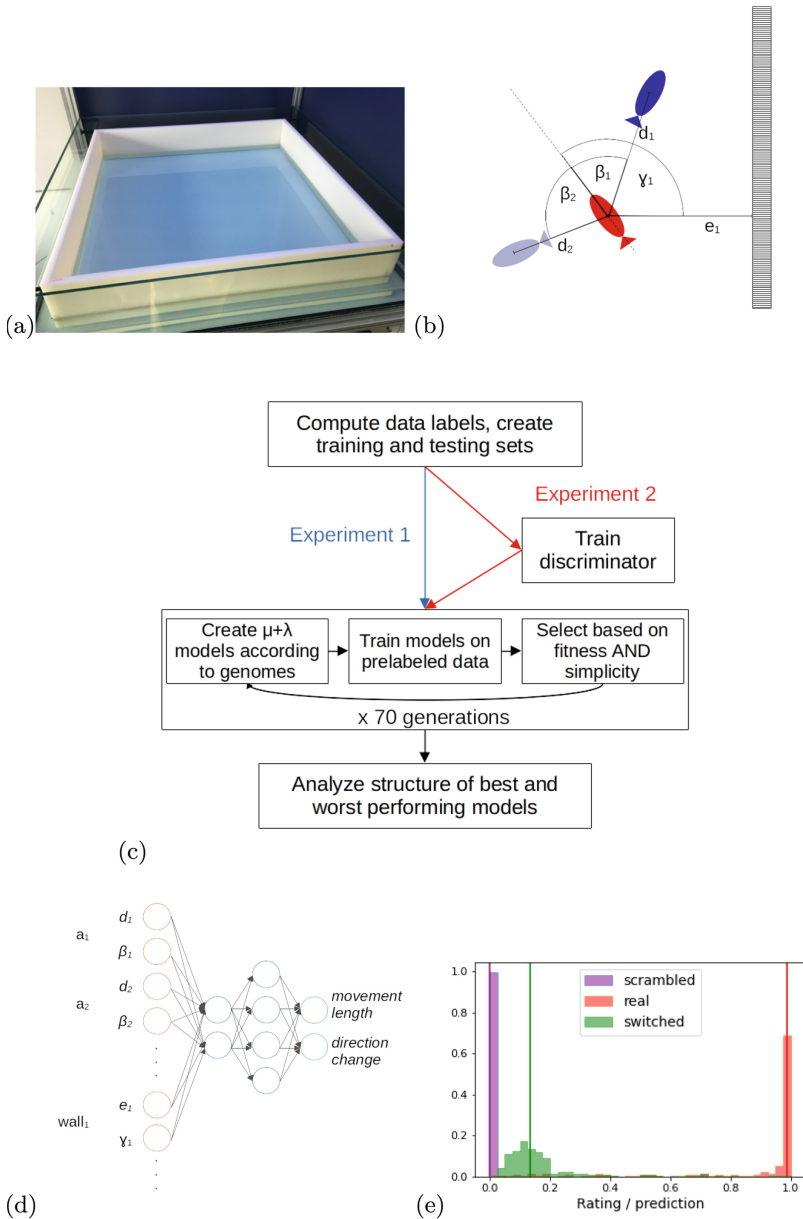 (a)
(b)
d₁
β₁
β₂
ɣ₁
e₁
d₂
Compute data labels, create
training and testing sets
Experiment 2
Experiment 1
Train
discriminator
Create μ+λ
models according
to genomes
Train models on
prelabeled data
Select based on
fitness AND
simplicity
x 70 generations
Analyze structure of best and
worst performing models
(c)
d₁
a₁
β₁
d₂
a₂
β₂
e₁
wall₁
ɣ₁
movement
length
direction
change
(d)
scrambled
real
switched
1.0
0.8
0.6
0.4
0.2
0.0
0.0 0.2 0.4 0.6 0.8 1.0
Rating / prediction
(e)